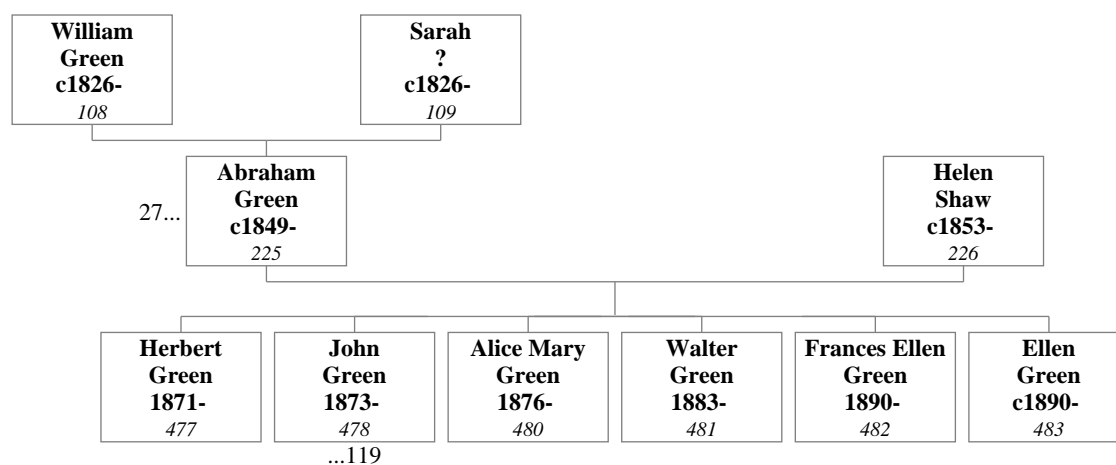 William
Green
c1826-
108
Sarah
?
c1826-
109
27...
Abraham
Green
c1849-
225
Helen
Shaw
c1853-
226
Herbert
Green
1871-
477
John
Green
1873-
478
...119
Alice Mary
Green
1876-
480
Walter
Green
1883-
481
Frances Ellen
Green
1890-
482
Ellen
Green
c1890-
483